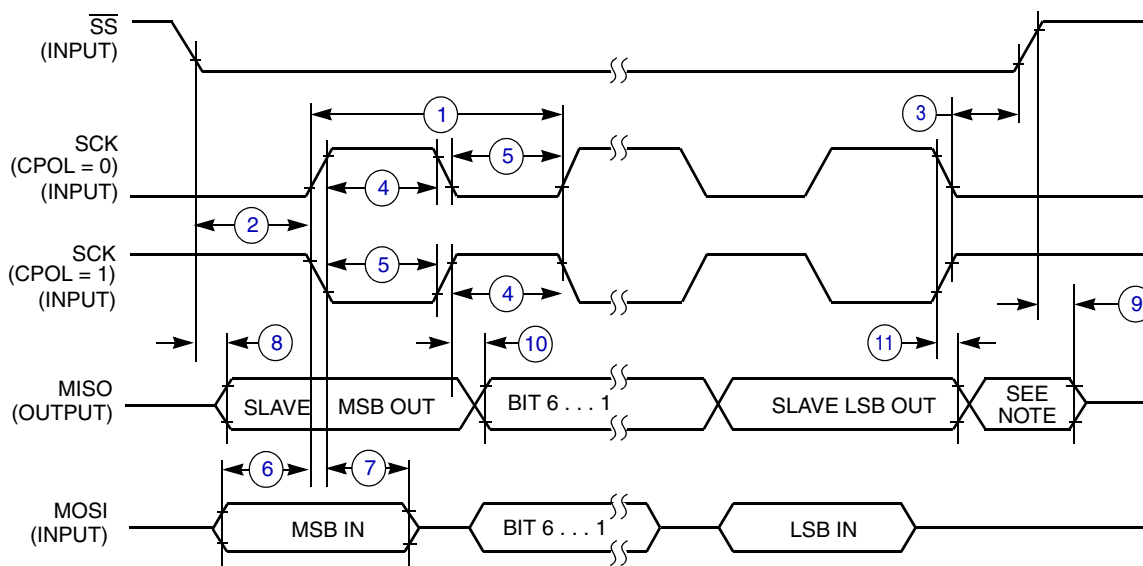 SS
(INPUT)
1
3
SCK
(CPOL = 0)
(INPUT)
5
4
2
SCK
(CPOL = 1)
(INPUT)
5
4
9
8
10
11
MISO
(OUTPUT)
SLAVE
MSB OUT
BIT 6 . . . 1
SLAVE LSB OUT
SEE
NOTE
6
7
MOSI
(INPUT)
MSB IN
BIT 6 . . . 1
LSB IN